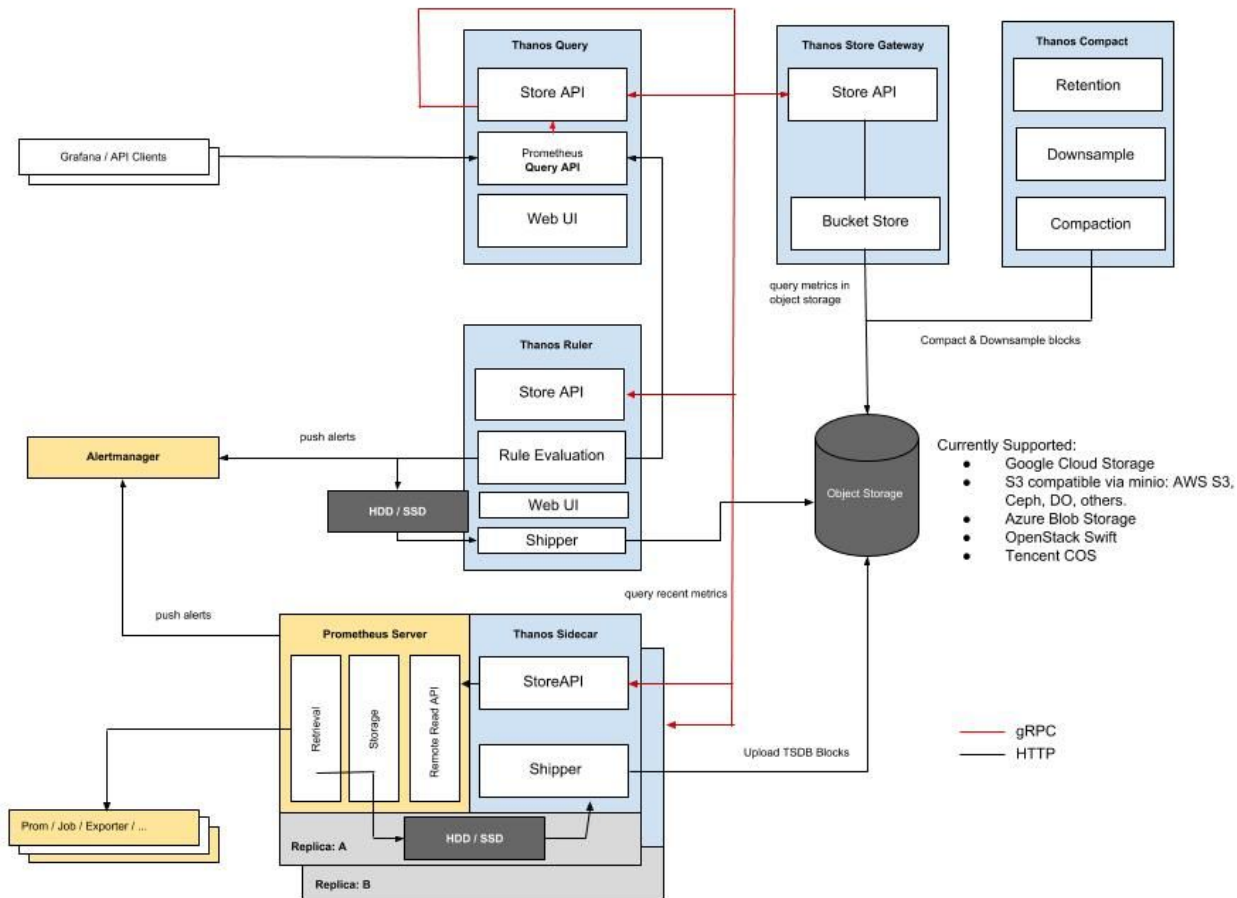 Thanos Query
Store API
Prometheus
Query API
Web UI
Thanos Store Gateway
Store API
Bucket Store
Thanos Compact
Retention
Downsample
Compaction
Grafana / API Clients
query metrics in
object storage
Compact & Downsample blocks
Thanos Ruler
Store API
Rule Evaluation
Web UI
Shipper
push alerts
Alertmanager
HDD / SSD
Object Storage
Currently Supported:
● Google Cloud Storage
● S3 compatible via minio: AWS S3,
Ceph, DO, others.
● Azure Blob Storage
● OpenStack Swift
● Tencent COS
query recent metrics
push alerts
Prometheus Server
Retrieval
Storage
Remote Read API
Thanos Sidecar
StoreAPI
Shipper
Upload TSDB Blocks
gRPC
HTTP
Prom / Job / Exporter / ...
HDD / SSD
Replica: A
Replica: B